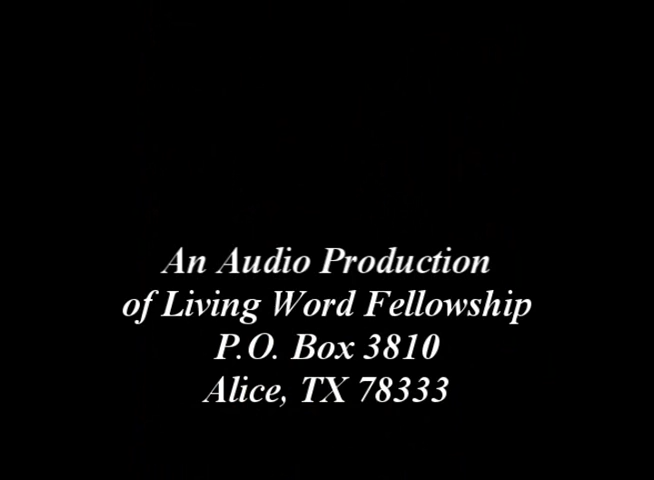 An Audio Production
of Living Word Fellowship
P.O. Box 3810
Alice, TX 78333